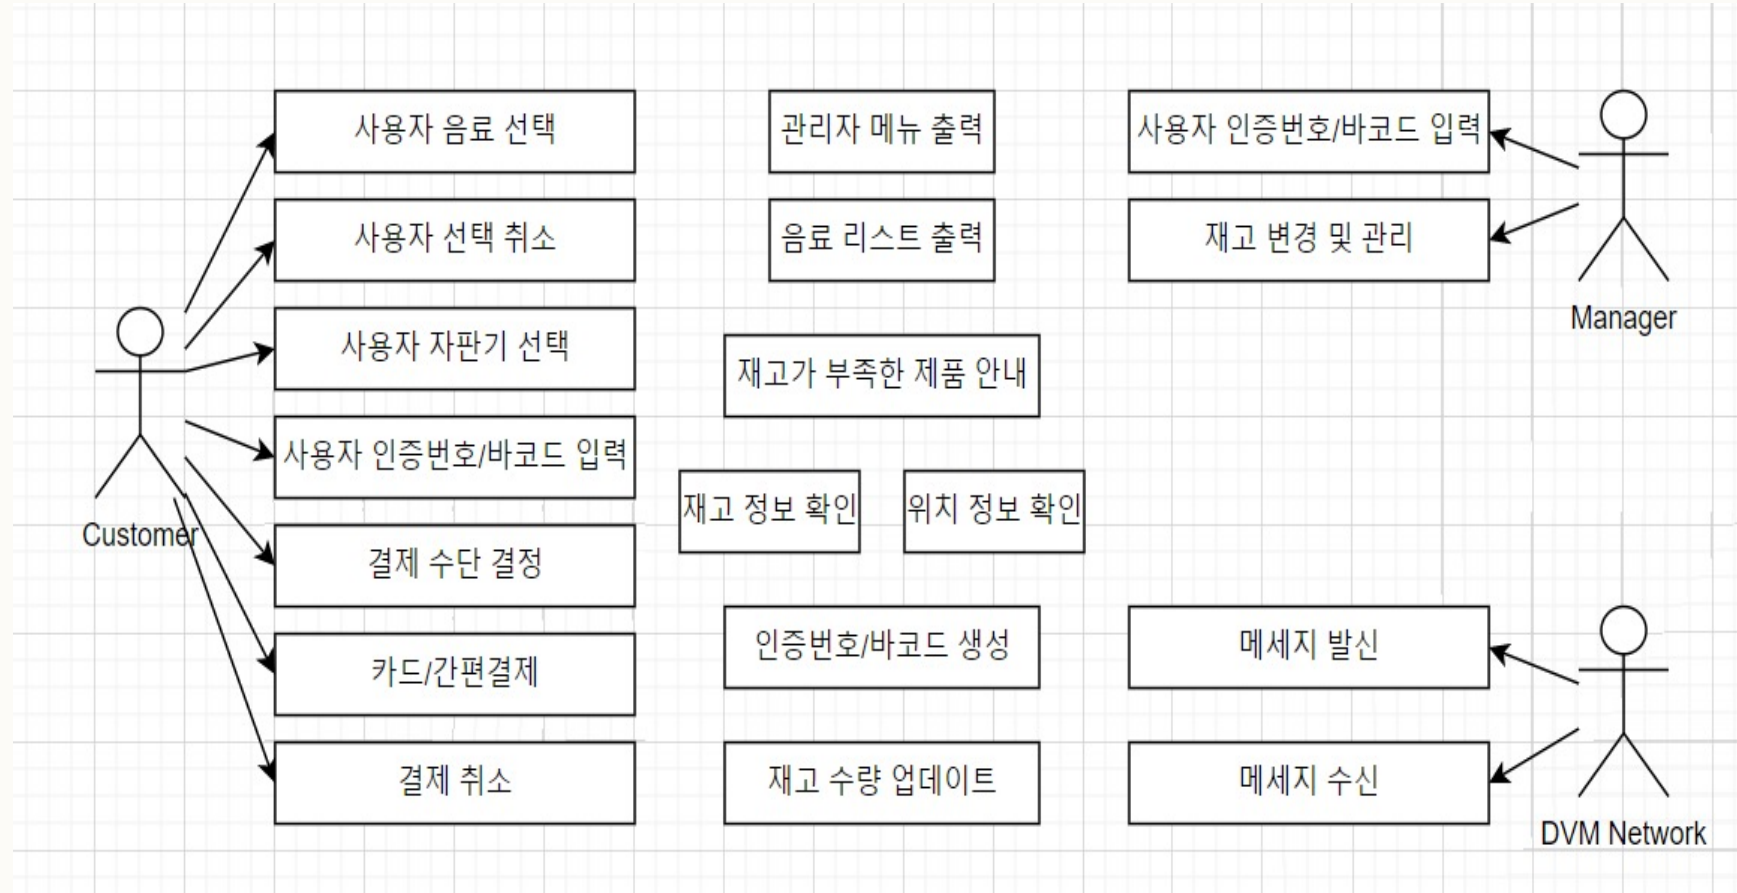 사용자 음료 선택
사용자 선택 취소
사용자 자판기 선택
사용자 인증번호/바코드 입력
결제 수단 결정
카드/간편결제
결제 취소
Customer
관리자 메뉴 출력
음료 리스트 출력
재고가 부족한 제품 안내
재고 정보 확인
위치 정보 확인
인증번호/바코드 생성
재고 수량 업데이트
사용자 인증번호/바코드 입력
재고 변경 및 관리
Manager
메세지 발신
메세지 수신
DVM Network